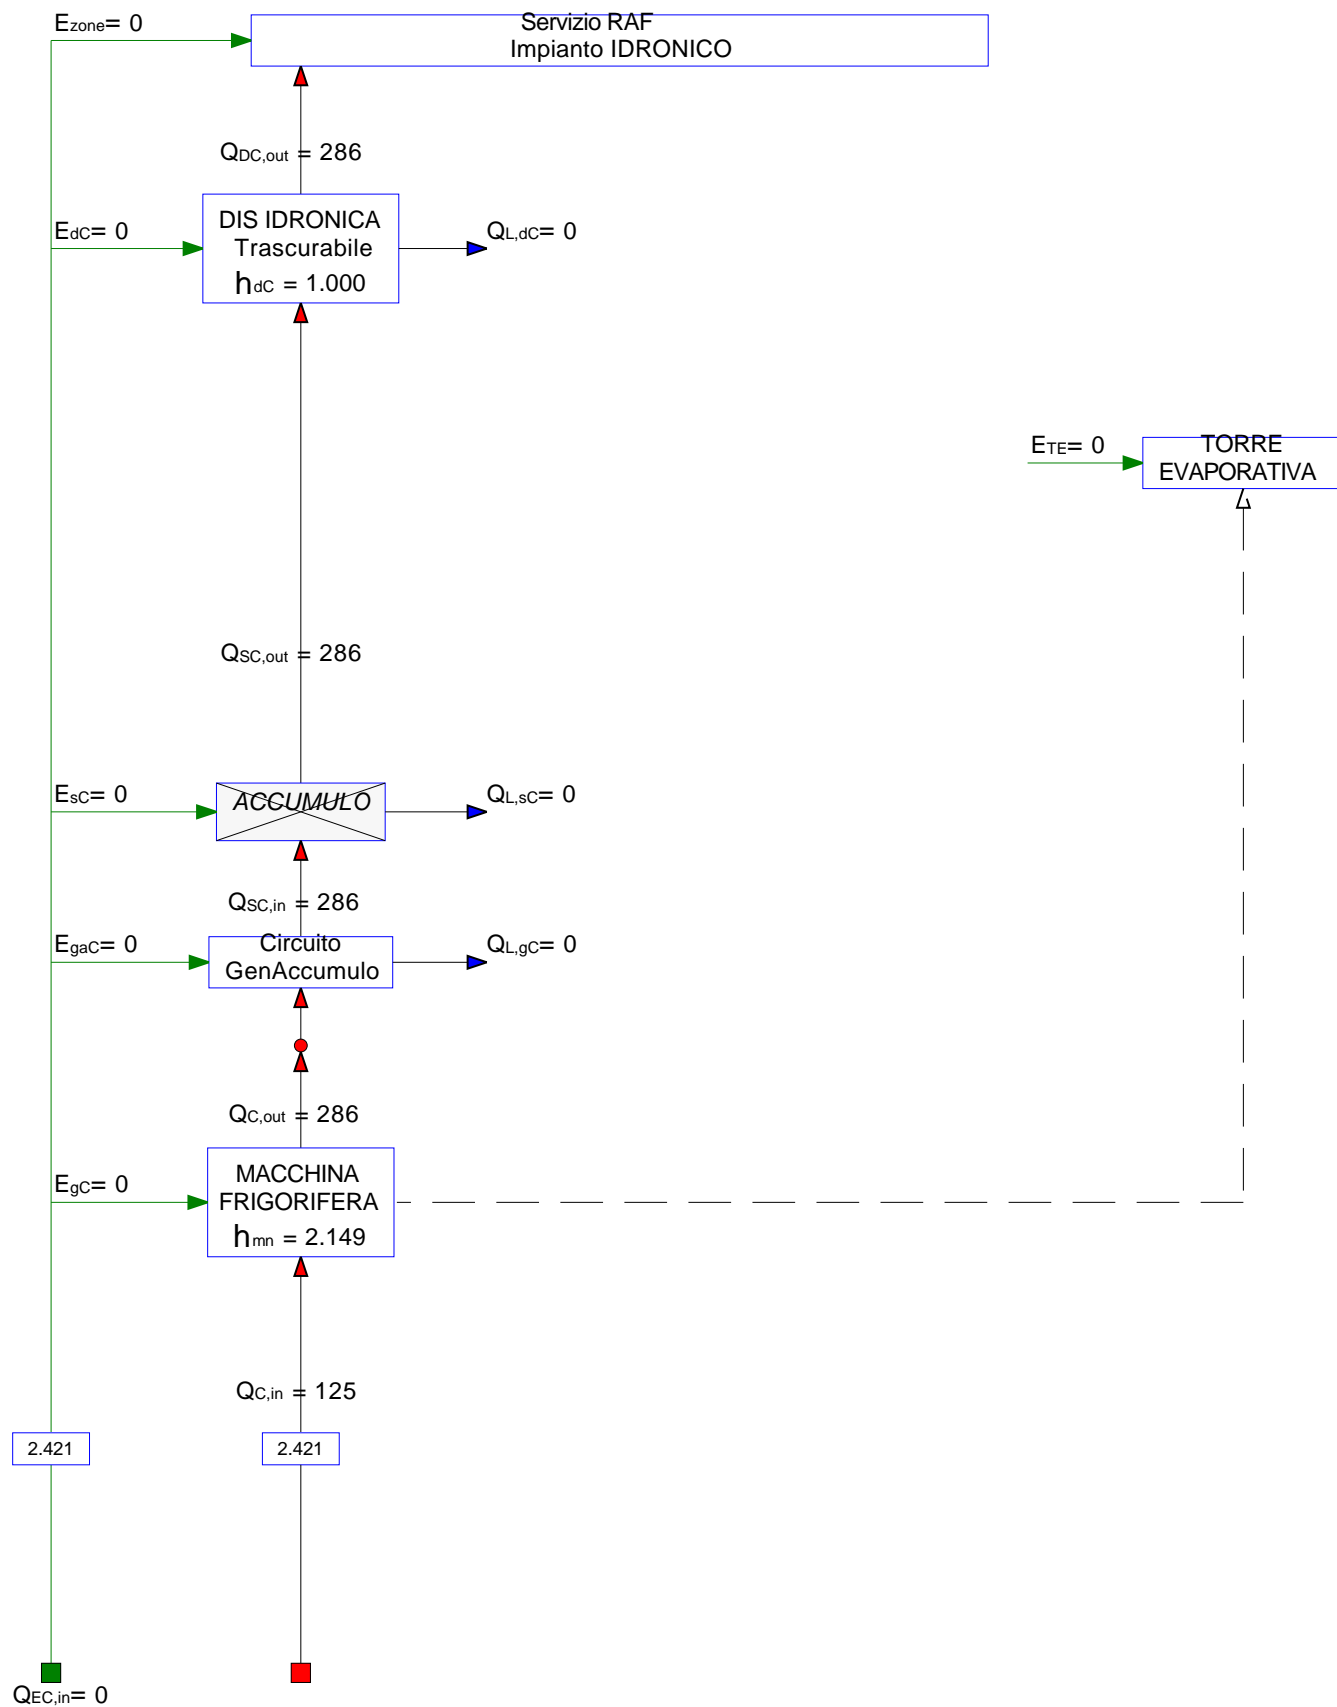 Ezone= 0
Servizio RAF
Impianto IDRONICO
QDC,out = 286
EdC= 0
DIS IDRONICA
Trascurabile
hdC = 1.000
QL,dC= 0
ETE= 0
TORRE
EVAPORATIVA
QSC,out = 286
EsC= 0
ACCUMULO
QL,sC= 0
QSC,in = 286
EgaC= 0
Circuito
GenAccumulo
QL,gC= 0
QC,out = 286
EgC= 0
MACCHINA
FRIGORIFERA
hmn = 2.149
QC,in = 125
2.421
2.421
QEC,in= 0